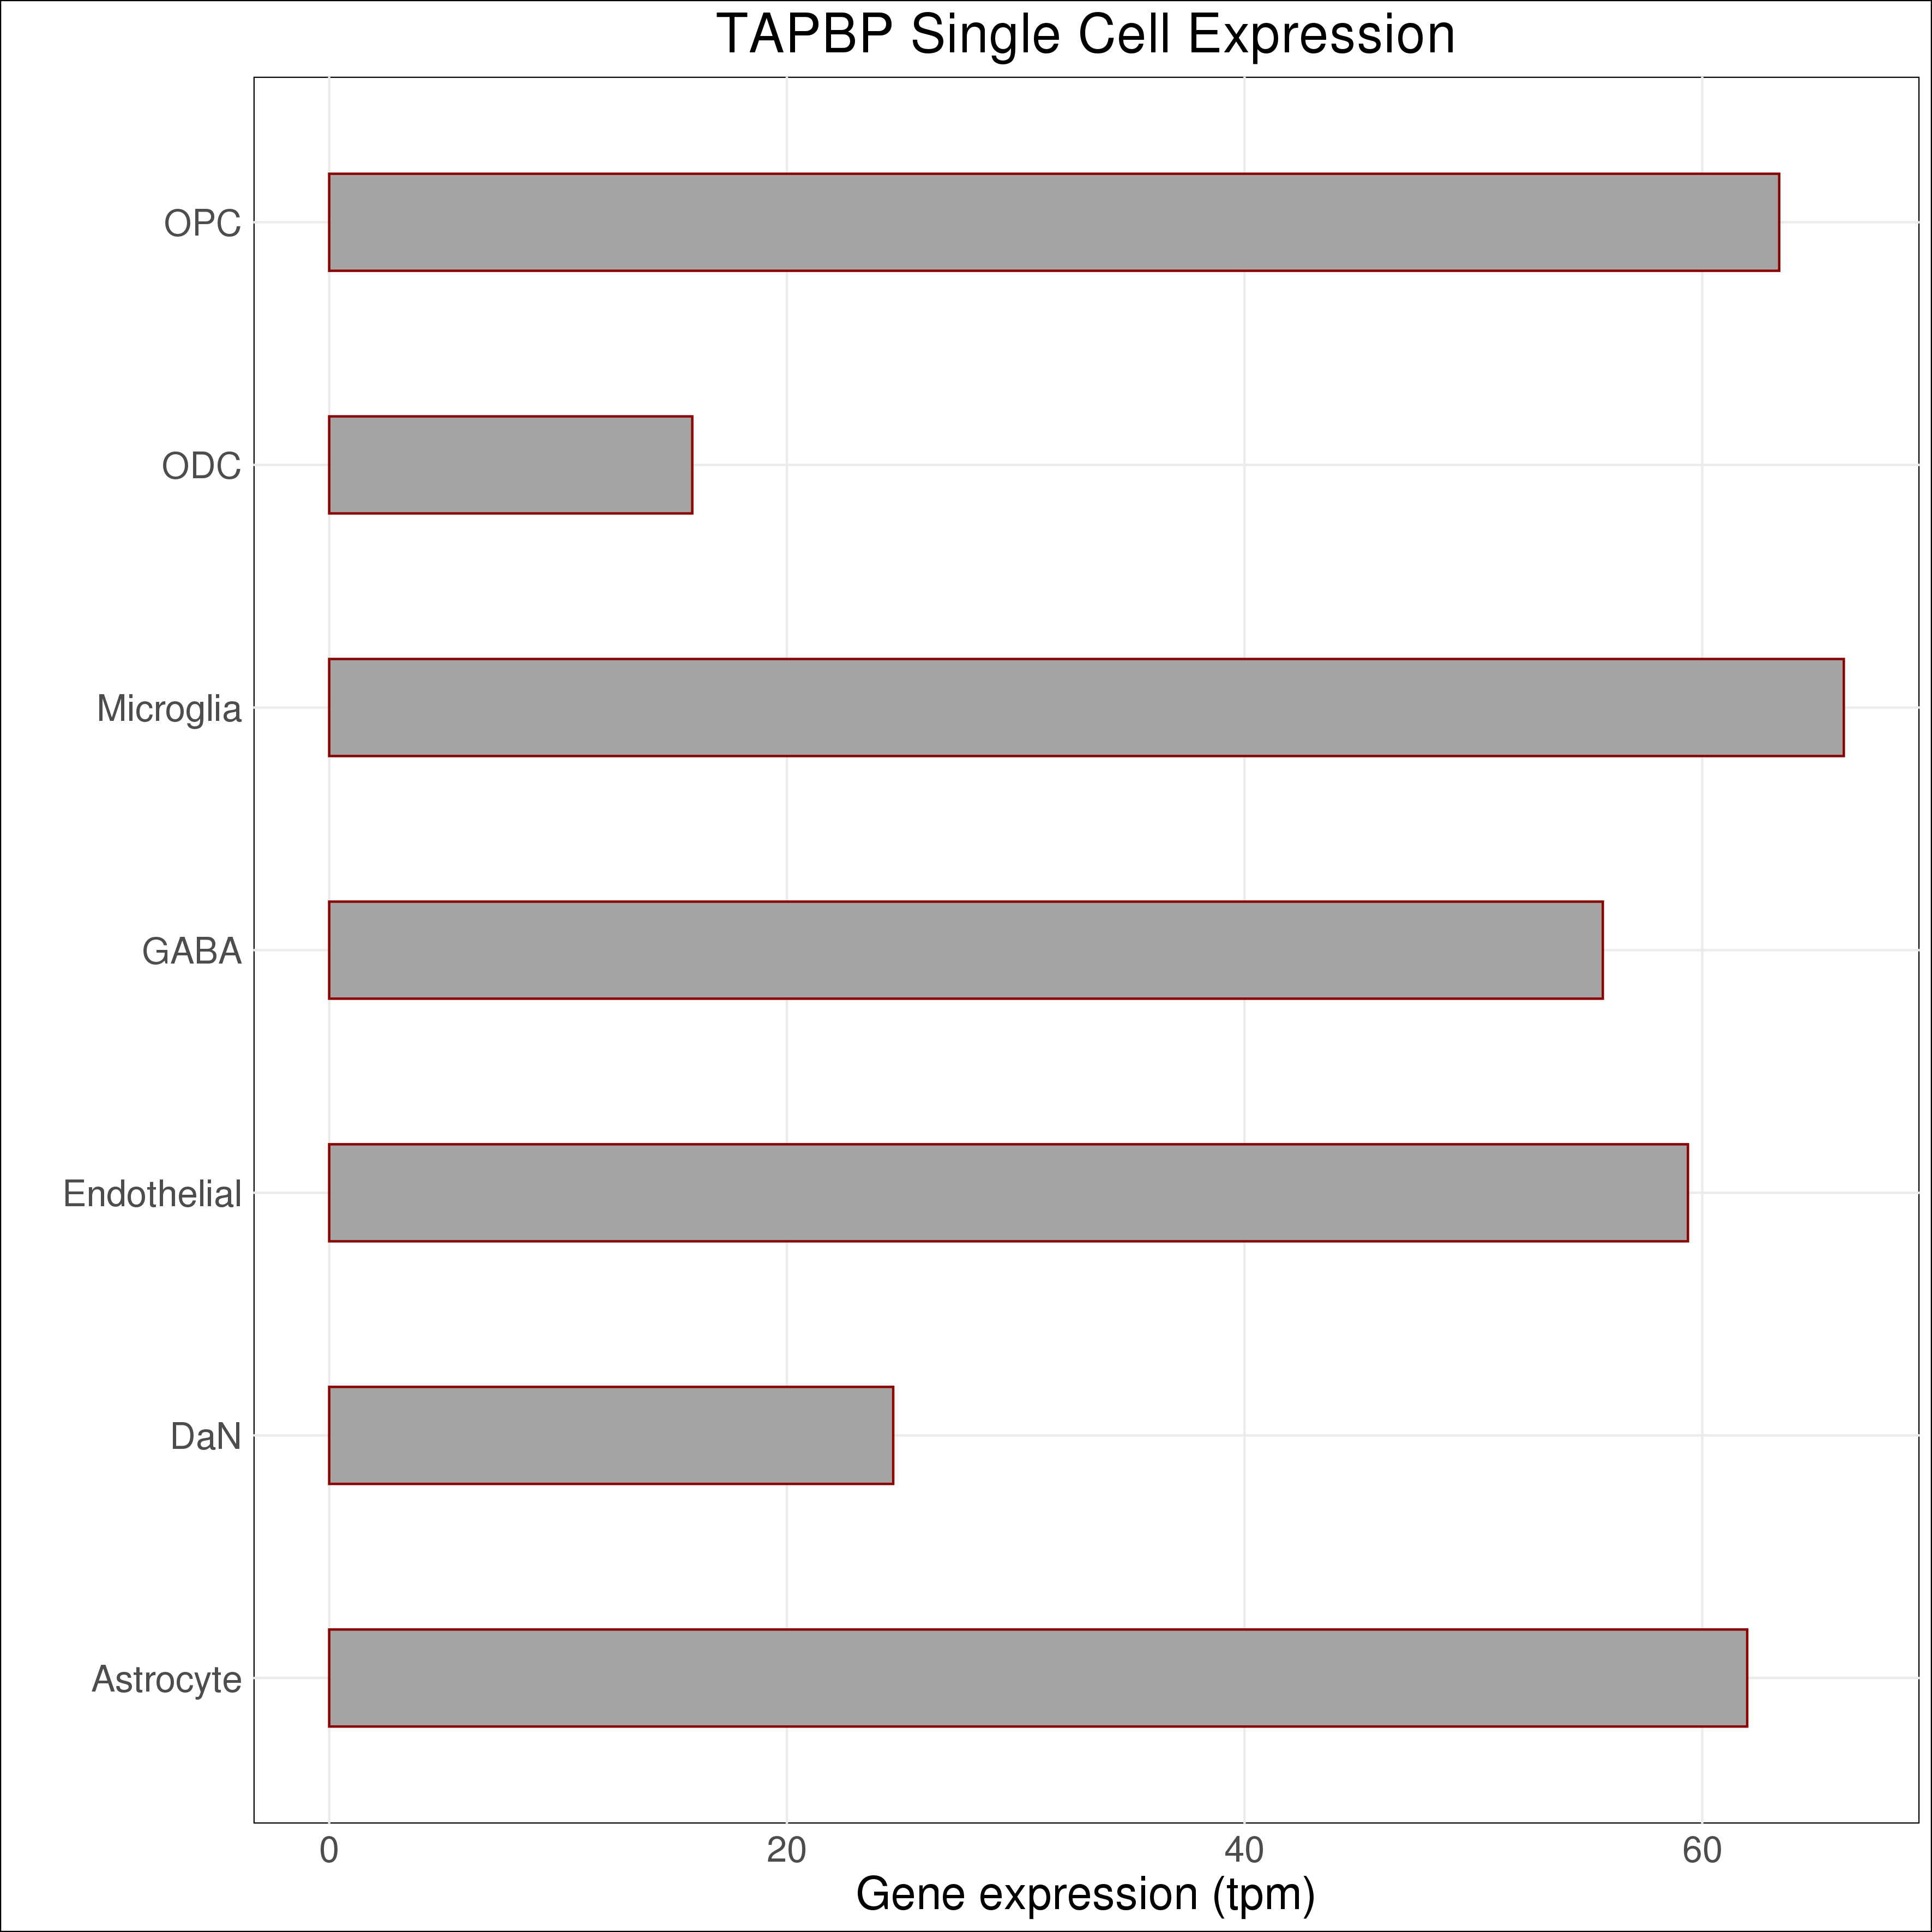 TAPBP Single Cell Expression
OPC
ODC
Microglia
GABA
Endothelial
DaN
Astrocyte
0 20 40 60
Gene expression (tpm)